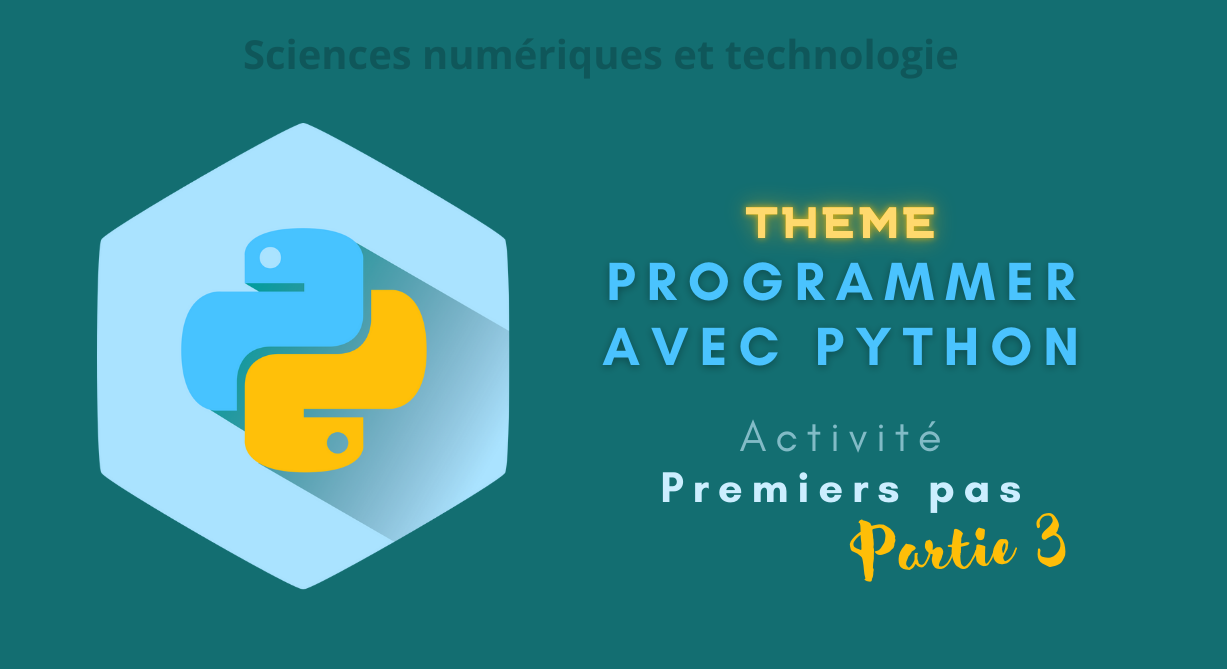 Sciences numériques et technologie
THEME
PROGRAMMER
AVEC PYTHON
Activité
Premiers pas
Partie 3